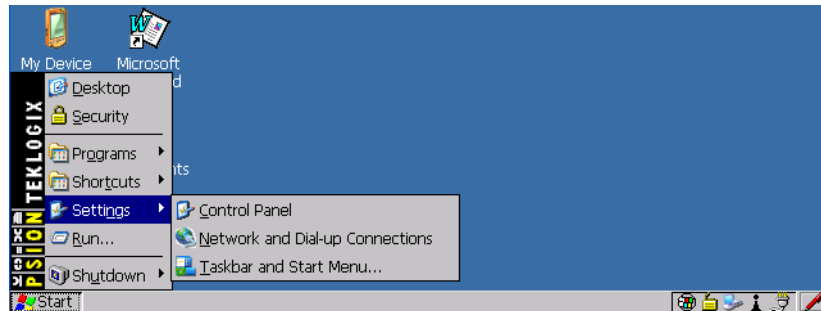 My Device
Microsoft
d
Desktop
Security
Programs
nts
Shortcuts
Settings
Control Panel
Run...
Network and Dial-up Connections
Shutdown
Taskbar and Start Menu...
PSION TEKLOGIX
Start